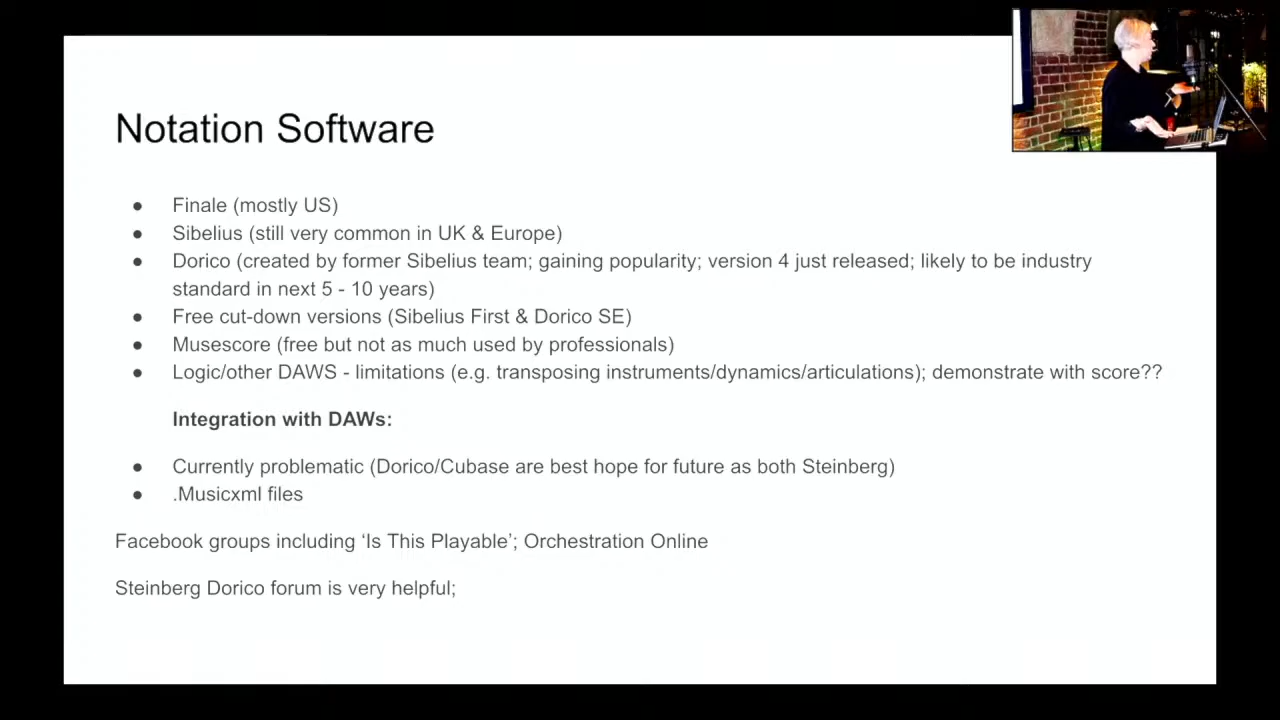 Notation Software
● Finale (mostly US)
● Sibelius (still very common in UK & Europe)
● Dorico (created by former Sibelius team; gaining popularity; version 4 just released; likely to be industry
standard in next 5 - 10 years)
● Free cut-down versions (Sibelius First & Dorico SE)
● Musescore (free but not as much used by professionals)
● Logic/other DAWS - limitations (e.g. transposing instruments/dynamics/articulations); demonstrate with score??
Integration with DAWs:
● Currently problematic (Dorico/Cubase are best hope for future as both Steinberg)
● .Musicxml files
Facebook groups including ‘Is This Playable’; Orchestration Online
Steinberg Dorico forum is very helpful;